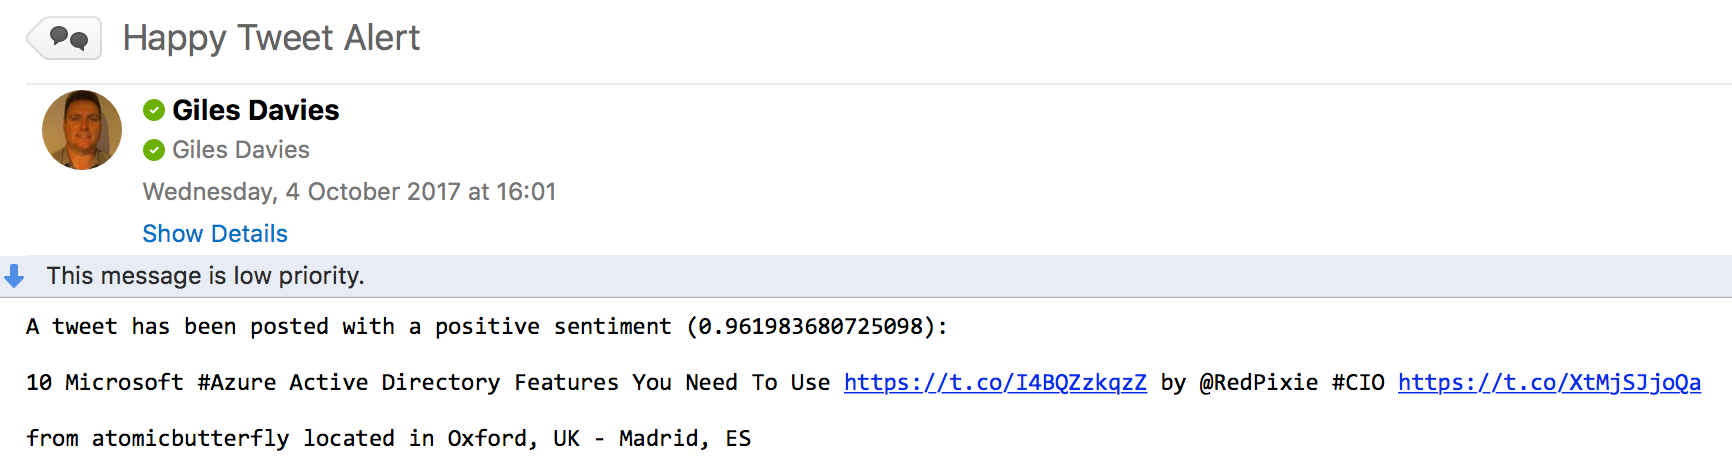 Happy Tweet Alert
Giles Davies
Giles Davies
Wednesday, 4 October 2017 at 16:01
Show Details
This message is low priority.
A tweet has been posted with a positive sentiment (0.961983680725098):
10 Microsoft #Azure Active Directory Features You Need To Use https://t.co/I4BQZzkqzZ by @RedPixie #CIO https://t.co/XtMjSJjoQa
from atomicbutterfly located in Oxford, UK - Madrid, ES